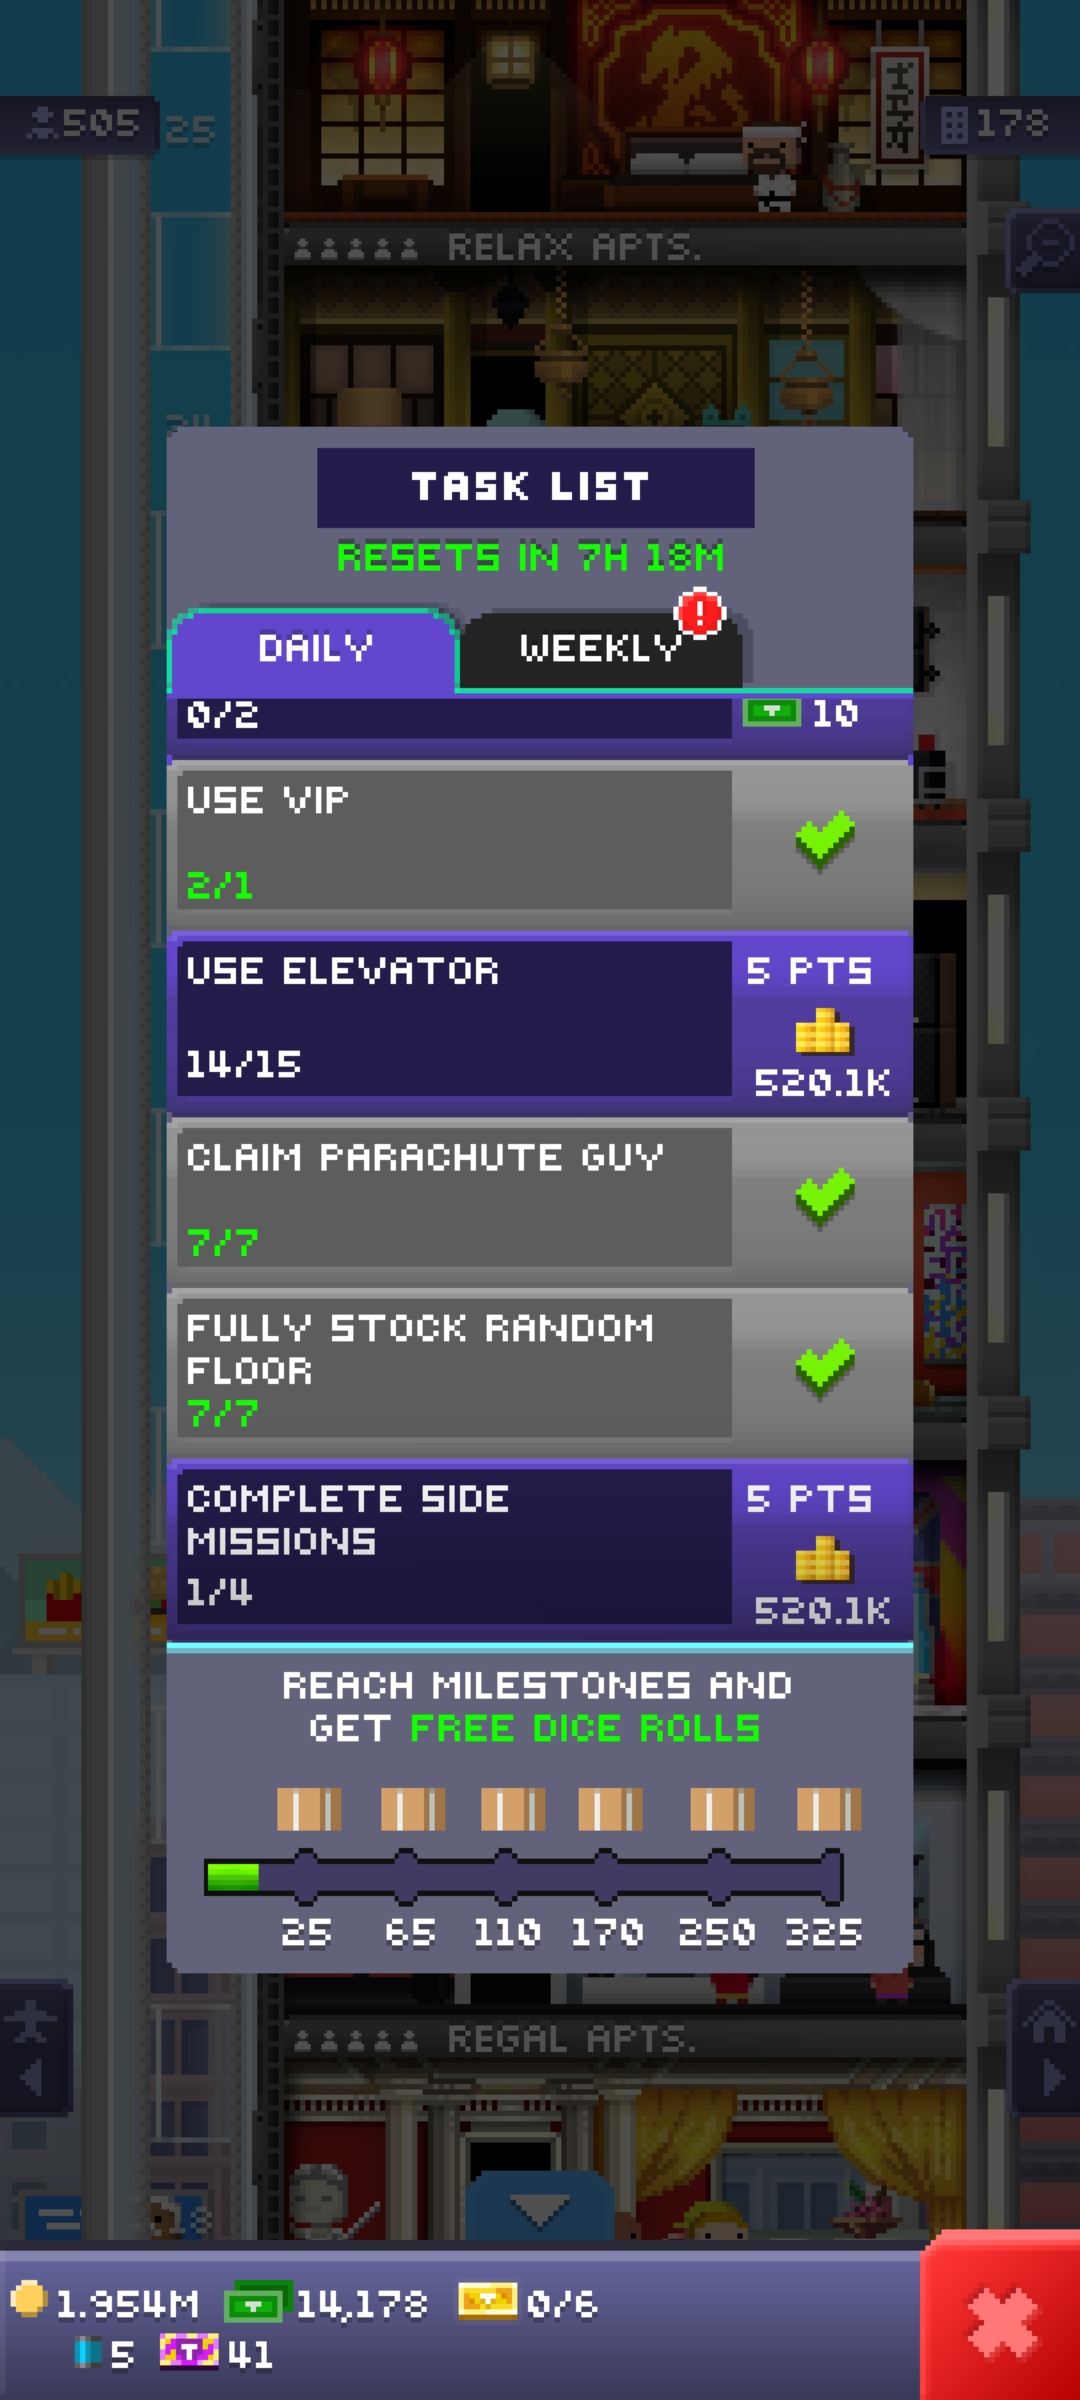 505
25
178
RELAX APTS.
TASK LIST
RESETS IN 7H 18M
DAILY
WEEKLY
!
0/2
10
USE VIP
2/1
USE ELEVATOR
5 PTS
14/15
520.1K
CLAIM PARACHUTE GUY
7/7
FULLY STOCK RANDOM
FLOOR
7/7
COMPLETE SIDE
MISSIONS
5 PTS
1/4
520.1K
REACH MILESTONES AND
GET FREE DICE ROLLS
25 65 110 170 250 325
REGAL APTS.
18
1.954M 14,178 0/6
5 41